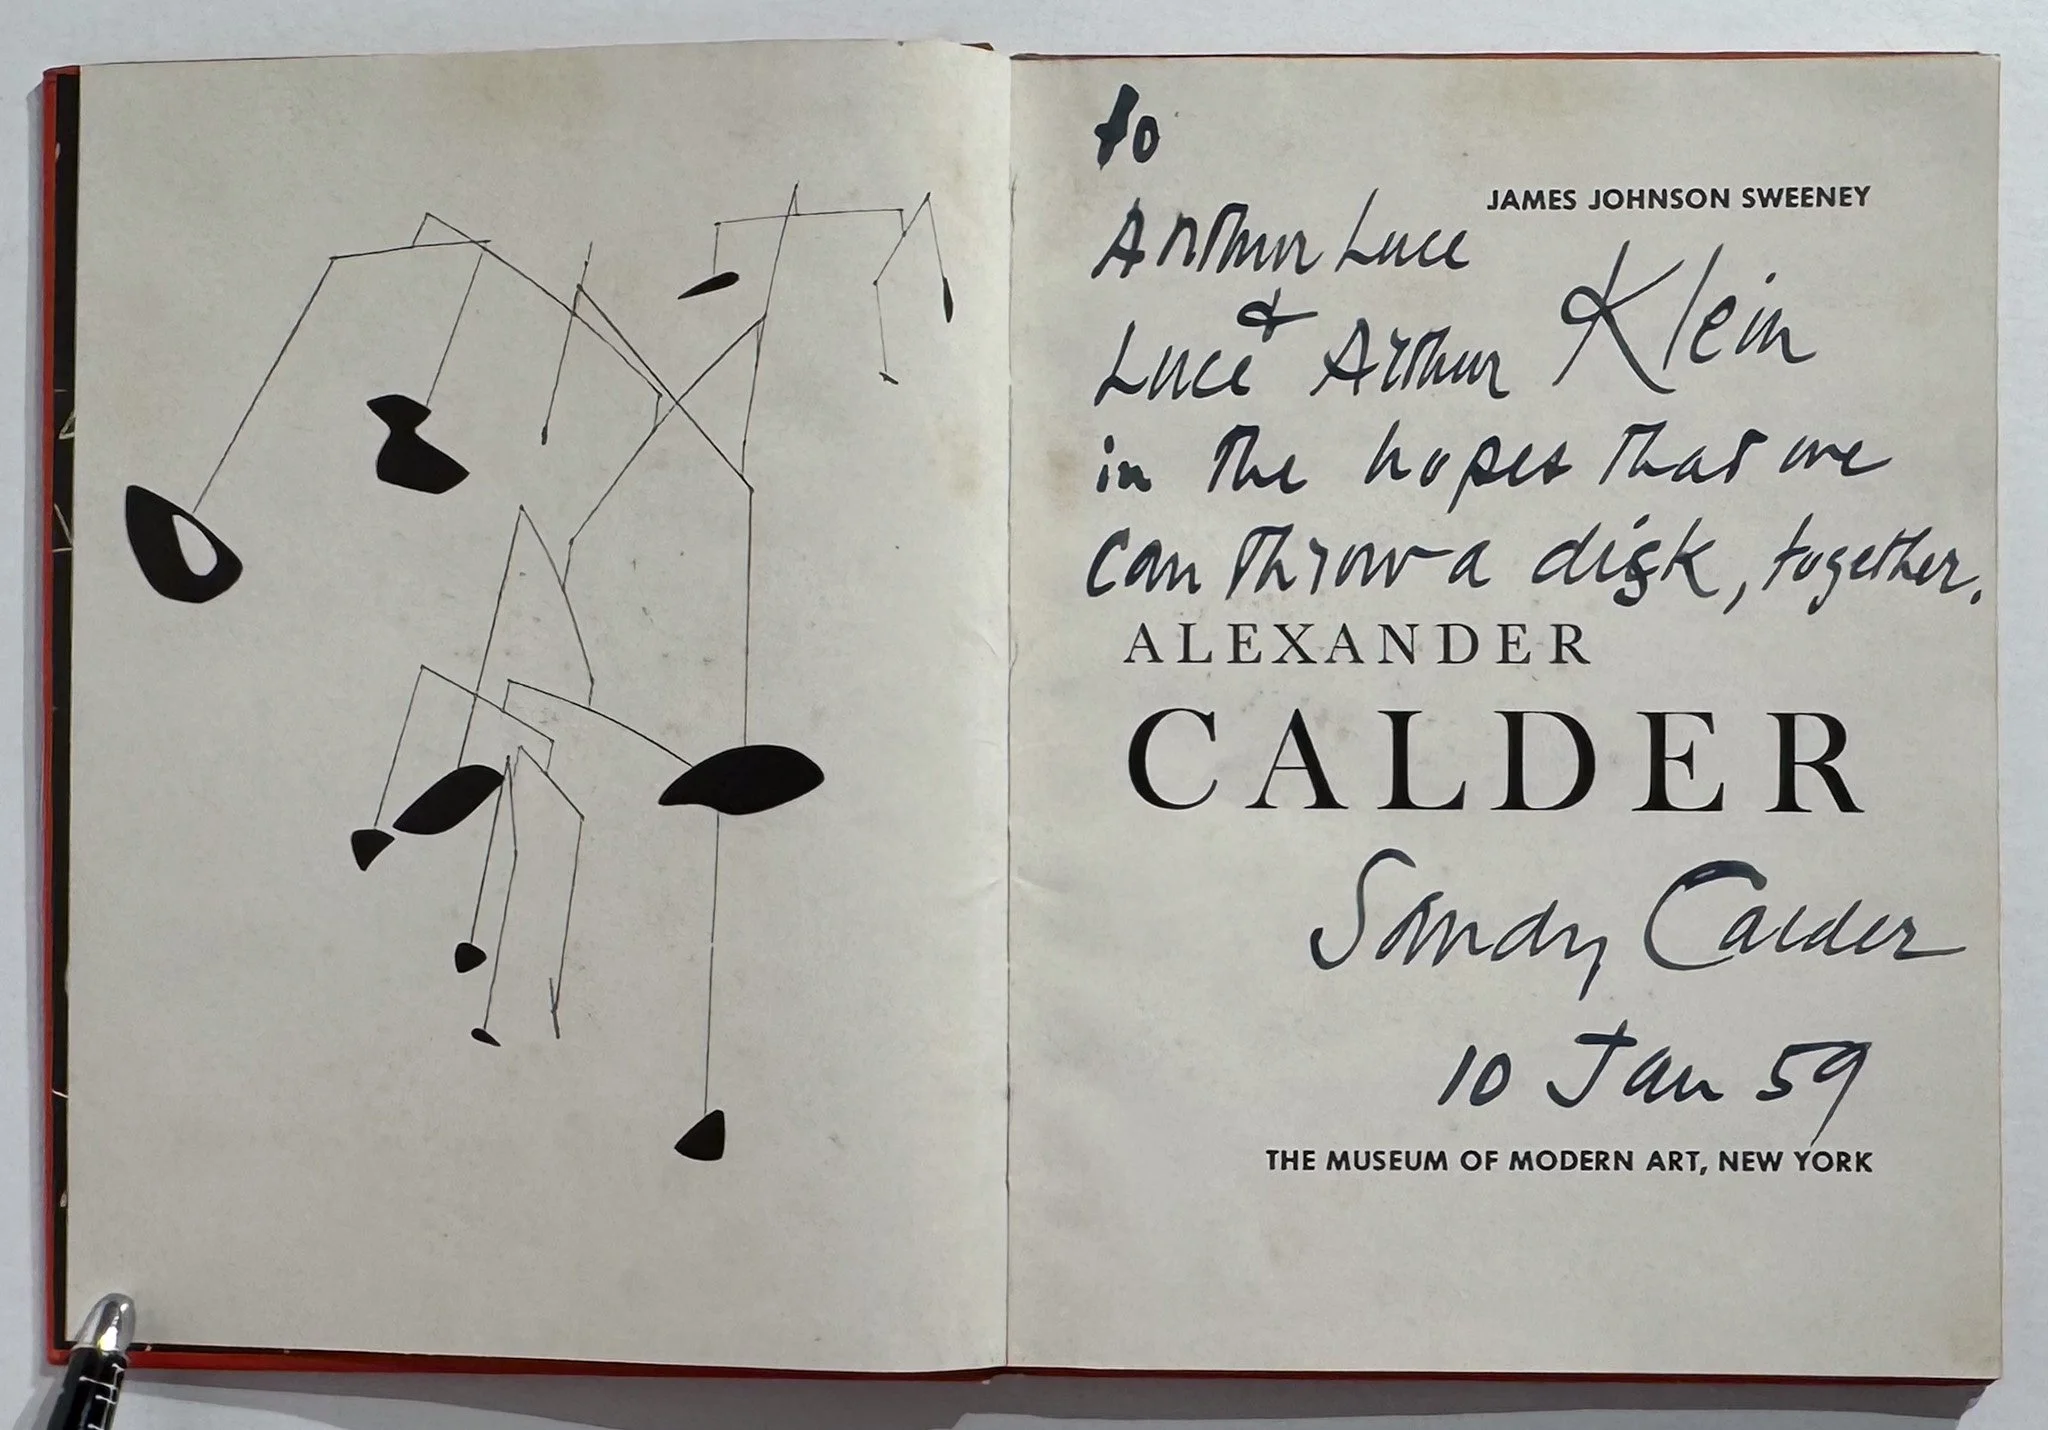 to
JAMES JOHNSON SWEENEY
Arthur Luce
&
Luce Arthur Klein
in the hopes that we
can throw a disk, together.
ALEXANDER
CALDER
Sandy Calder
10 Jan 59
THE MUSEUM OF MODERN ART, NEW YORK